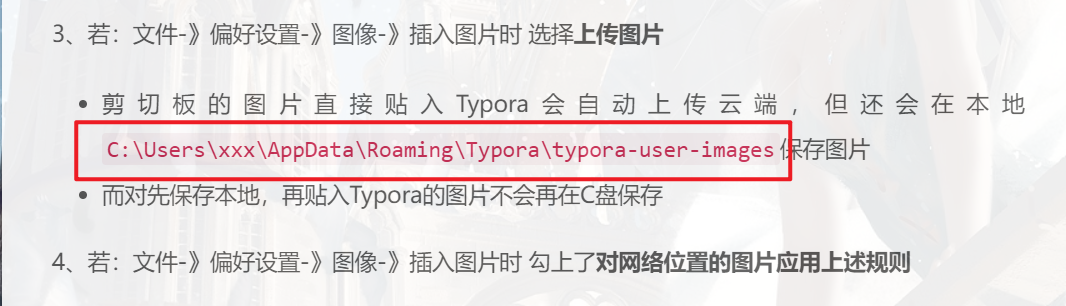 3、若：文件-》偏好设置-》图像-》插入图片时 选择上传图片
• 剪切板的图片直接贴入Typora会自动上传云端，但还会在本地
C:\Users\xxx\AppData\Roaming\Typora\typora-user-images 保存图片
• 而对先保存本地，再贴入Typora的图片不会再在C盘保存
4、若：文件-》偏好设置-》图像-》插入图片时 勾上了对网络位置的图片应用上述规则